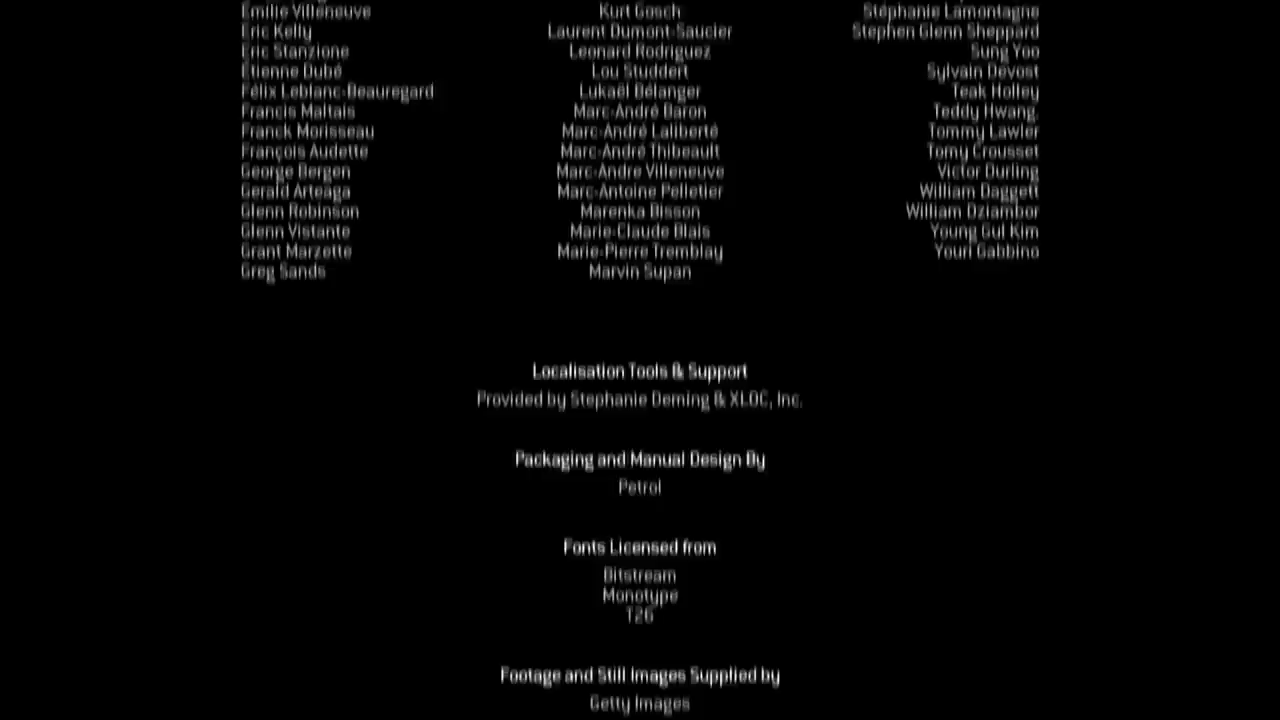 Emilie Villeneuve
Eric Kelly
Eric Stanzione
Etienne Dubé
Félix Leblanc-Beauregard
Francis Maltais
Franck Morisseau
François Audette
George Bergen
Gerald Arteaga
Glenn Robinson
Glenn Vistante
Grant Marzette
Greg Sands
Kurt Gosch
Laurent Dumont-Saucier
Leonard Rodriguez
Lou Studdert
Lukaël Bélanger
Marc-André Baron
Marc-André Laliberté
Marc-André Thibeault
Marc-Andre Villeneuve
Marc-Antoine Pelletier
Marenka Bisson
Marie-Claude Blais
Marie-Pierre Tremblay
Marvin Supan
Stéphanie Lamontagne
Stephen Glenn Sheppard
Sung Yoo
Sylvain Devost
Teak Holley
Teddy Hwang,
Tommy Lawler
Tomy Crousset
Victor Durling
William Daggett
William Dziambor
Young Gul Kim
Youri Gabbino
Localisation Tools & Support
Provided by Stephanie Deming & XLOC, Inc.
Packaging and Manual Design By
Petrol
Fonts Licensed from
Bitstream
Monotype
T26
Footage and Still Images Supplied by
Getty Images